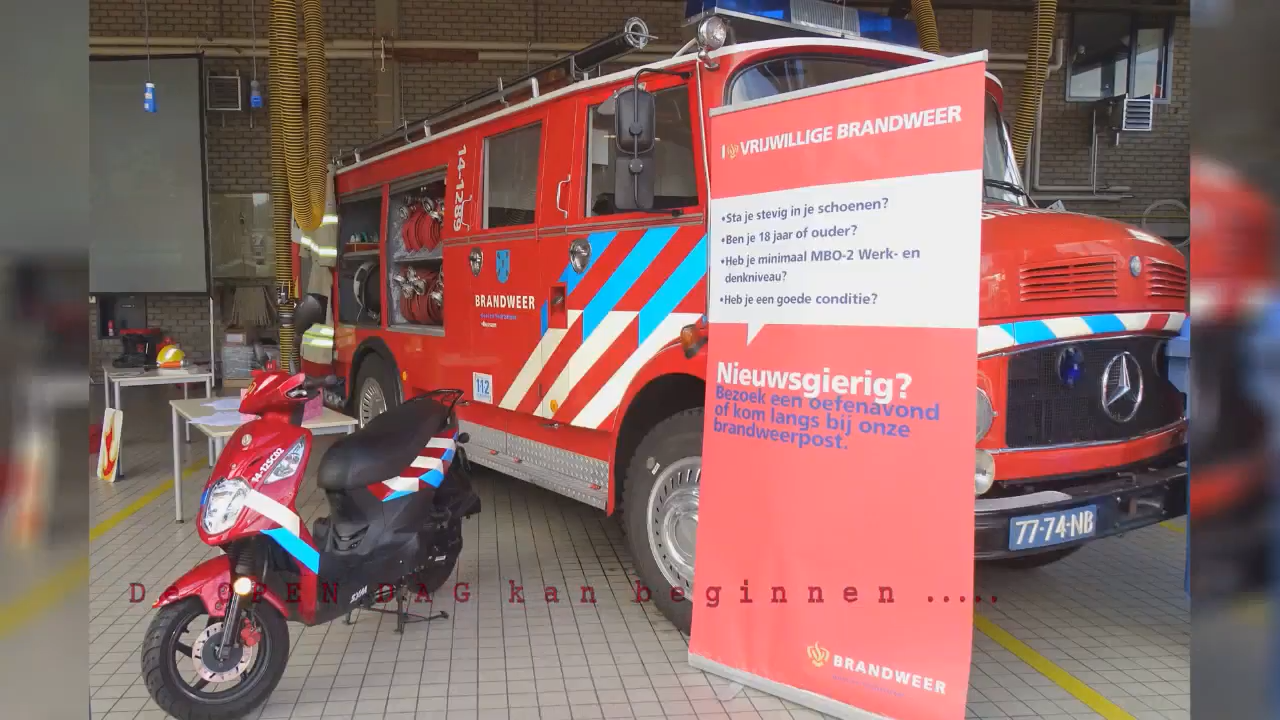 VRIJWILLIGE BRANDWEER
•Sta je stevig in je schoenen?
•Ben je 18 jaar of ouder?
•Heb je minimaal MBO-2 Werk- en
denkniveau?
•Heb je een goede conditie?
Nieuwsgierig?
Bezoek een oefenavond
of kom langs bij onze
brandweerpost.
BRANDWEER
14-1289
BRANDWEER
112
77-74-NB
SYM
De OPEN DAG kan beginnen .....